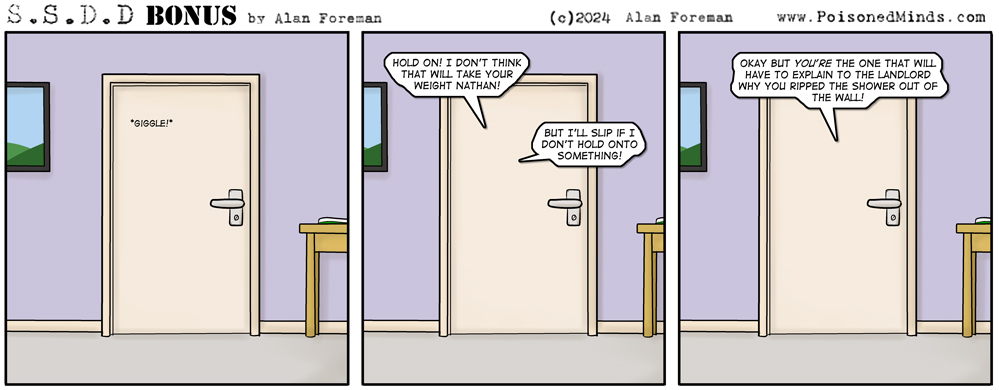 S.S.D.D BONUS by Alan Foreman (c)2024 Alan Foreman www.PoisonedMinds.com
*GIGGLE!*
HOLD ON! I DON'T THINK
THAT WILL TAKE YOUR
WEIGHT NATHAN!
BUT I'LL SLIP IF I
DON'T HOLD ONTO
SOMETHING!
OKAY BUT YOU'RE THE ONE THAT WILL
HAVE TO EXPLAIN TO THE LANDLORD
WHY YOU RIPPED THE SHOWER OUT OF
THE WALL!